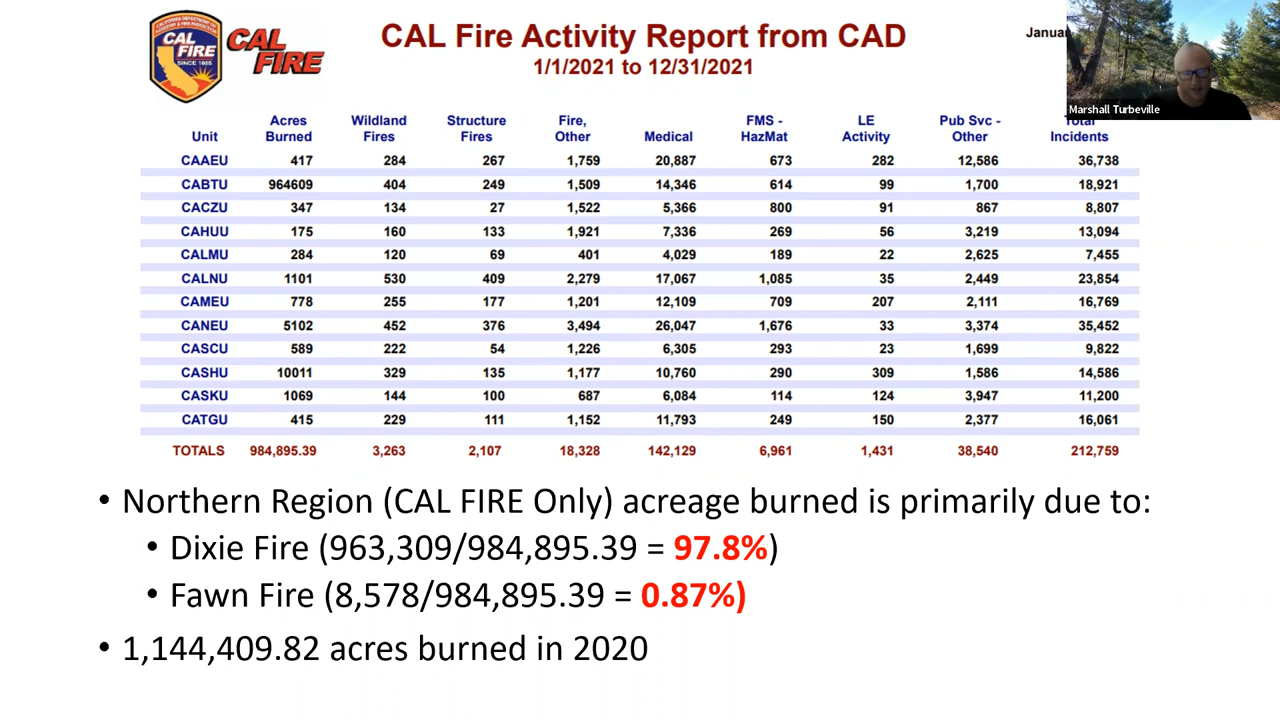 CALIFORNIA DEPARTMENT OF
FORESTRY & FIRE PROTECTION
CAL
FIRE
SINCE 1885
CAL
FIRE
CAL Fire Activity Report from CAD
1/1/2021 to 12/31/2021
Januar
Marshall Turbeville
Unit Acres Burned Wildland Fires Structure Fires Fire, Other Medical FMS - HazMat LE Activity Pub Svc - Other Total Incidents
CAAEU 417 284 267 1,759 20,887 673 282 12,586 36,738
CABTU 964609 404 249 1,509 14,346 614 99 1,700 18,921
CACZU 347 134 27 1,522 5,366 800 91 867 8,807
CAHUU 175 160 133 1,921 7,336 269 56 3,219 13,094
CALMU 284 120 69 401 4,029 189 22 2,625 7,455
CALNU 1101 530 409 2,279 17,067 1,085 35 2,449 23,854
CAMEU 778 255 177 1,201 12,109 709 207 2,111 16,769
CANEU 5102 452 376 3,494 26,047 1,676 33 3,374 35,452
CASCU 589 222 54 1,226 6,305 293 23 1,699 9,822
CASHU 10011 329 135 1,177 10,760 290 309 1,586 14,586
CASKU 1069 144 100 687 6,084 114 124 3,947 11,200
CATGU 415 229 111 1,152 11,793 249 150 2,377 16,061
TOTALS 984,895.39 3,263 2,107 18,328 142,129 6,961 1,431 38,540 212,759
• Northern Region (CAL FIRE Only) acreage burned is primarily due to:
• Dixie Fire (963,309/984,895.39 = 97.8%)
• Fawn Fire (8,578/984,895.39 = 0.87%)
• 1,144,409.82 acres burned in 2020